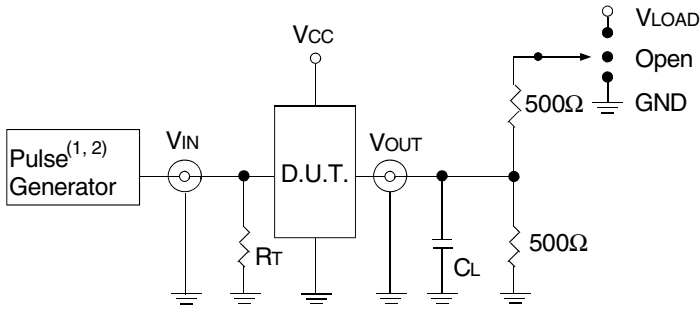 VLOAD
VCC
Open
500Ω
GND
VIN
VOUT
Pulse(1, 2)
Generator
D.U.T.
RT
CL
500Ω